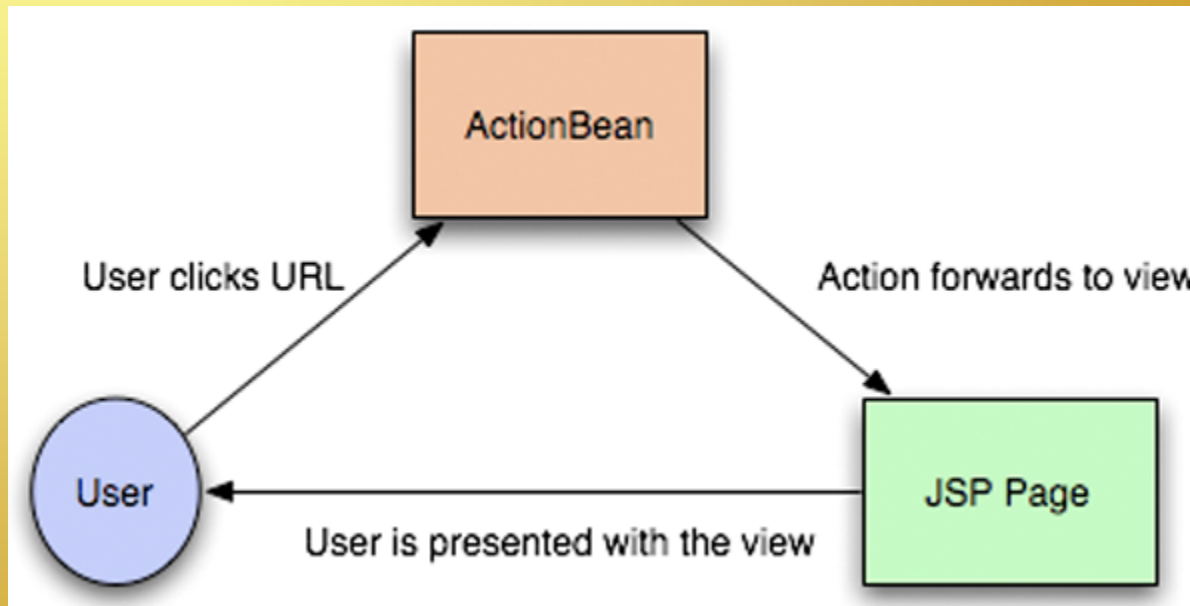 ActionBean
User clicks URL
Action forwards to view
User
JSP Page
User is presented with the view